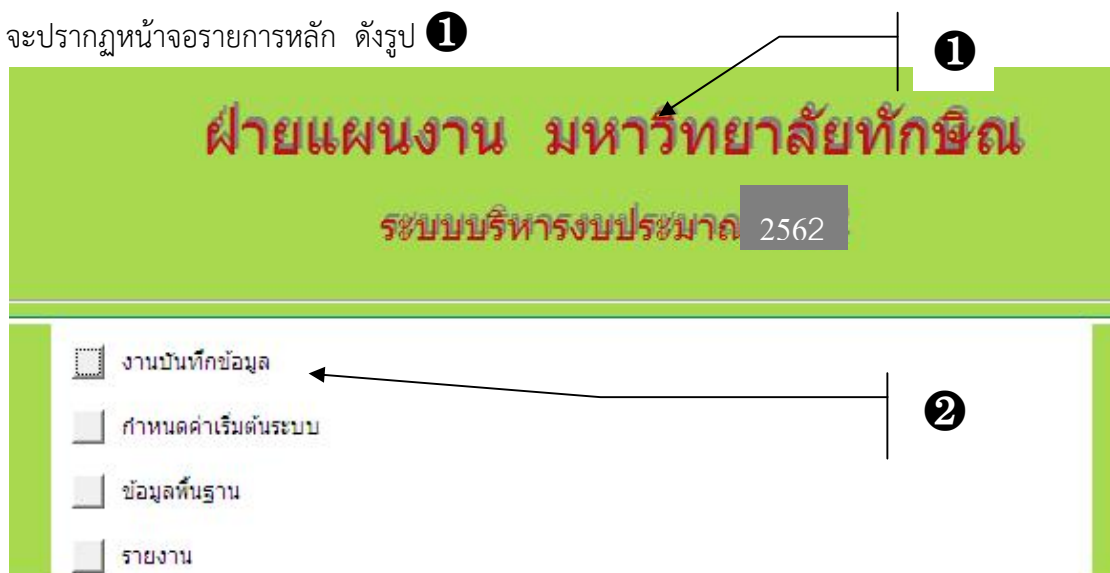 จะปรากฏหน้าจอรายการหลัก ดังรูป ❶
❶
ฝ่ายแผนงาน มหาวิทยาลัยทักษิณ
ระบบบริหารงบประมาณ 2562
งานบันทึกข้อมูล
❷
กำหนดค่าเริ่มต้นระบบ
ข้อมูลพื้นฐาน
รายงาน